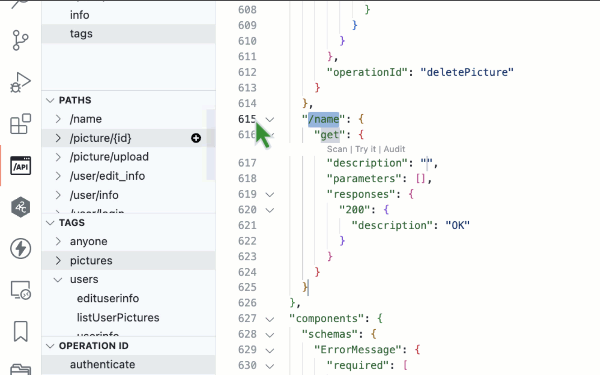 info
tags
PATHS
/name
/picture/{id}
/picture/upload
/user/edit_info
/user/info
/user/login
TAGS
anyone
pictures
users
edituserinfo
listUserPictures
userinfo
OPERATION ID
authenticate
/API
608 }
609 }
610 }
611 },
612 "operationId": "deletePicture"
613 }
614 },
615 "/name": {
616 "get": {
Scan | Try it | Audit
617 "description": "",
618 "parameters": [],
619 "responses": {
620 "200": {
621 "description": "OK"
622 }
623 }
624 }
625 }
626 },
627 "components": {
628 "schemas": {
629 "ErrorMessage": {
630 "required": [